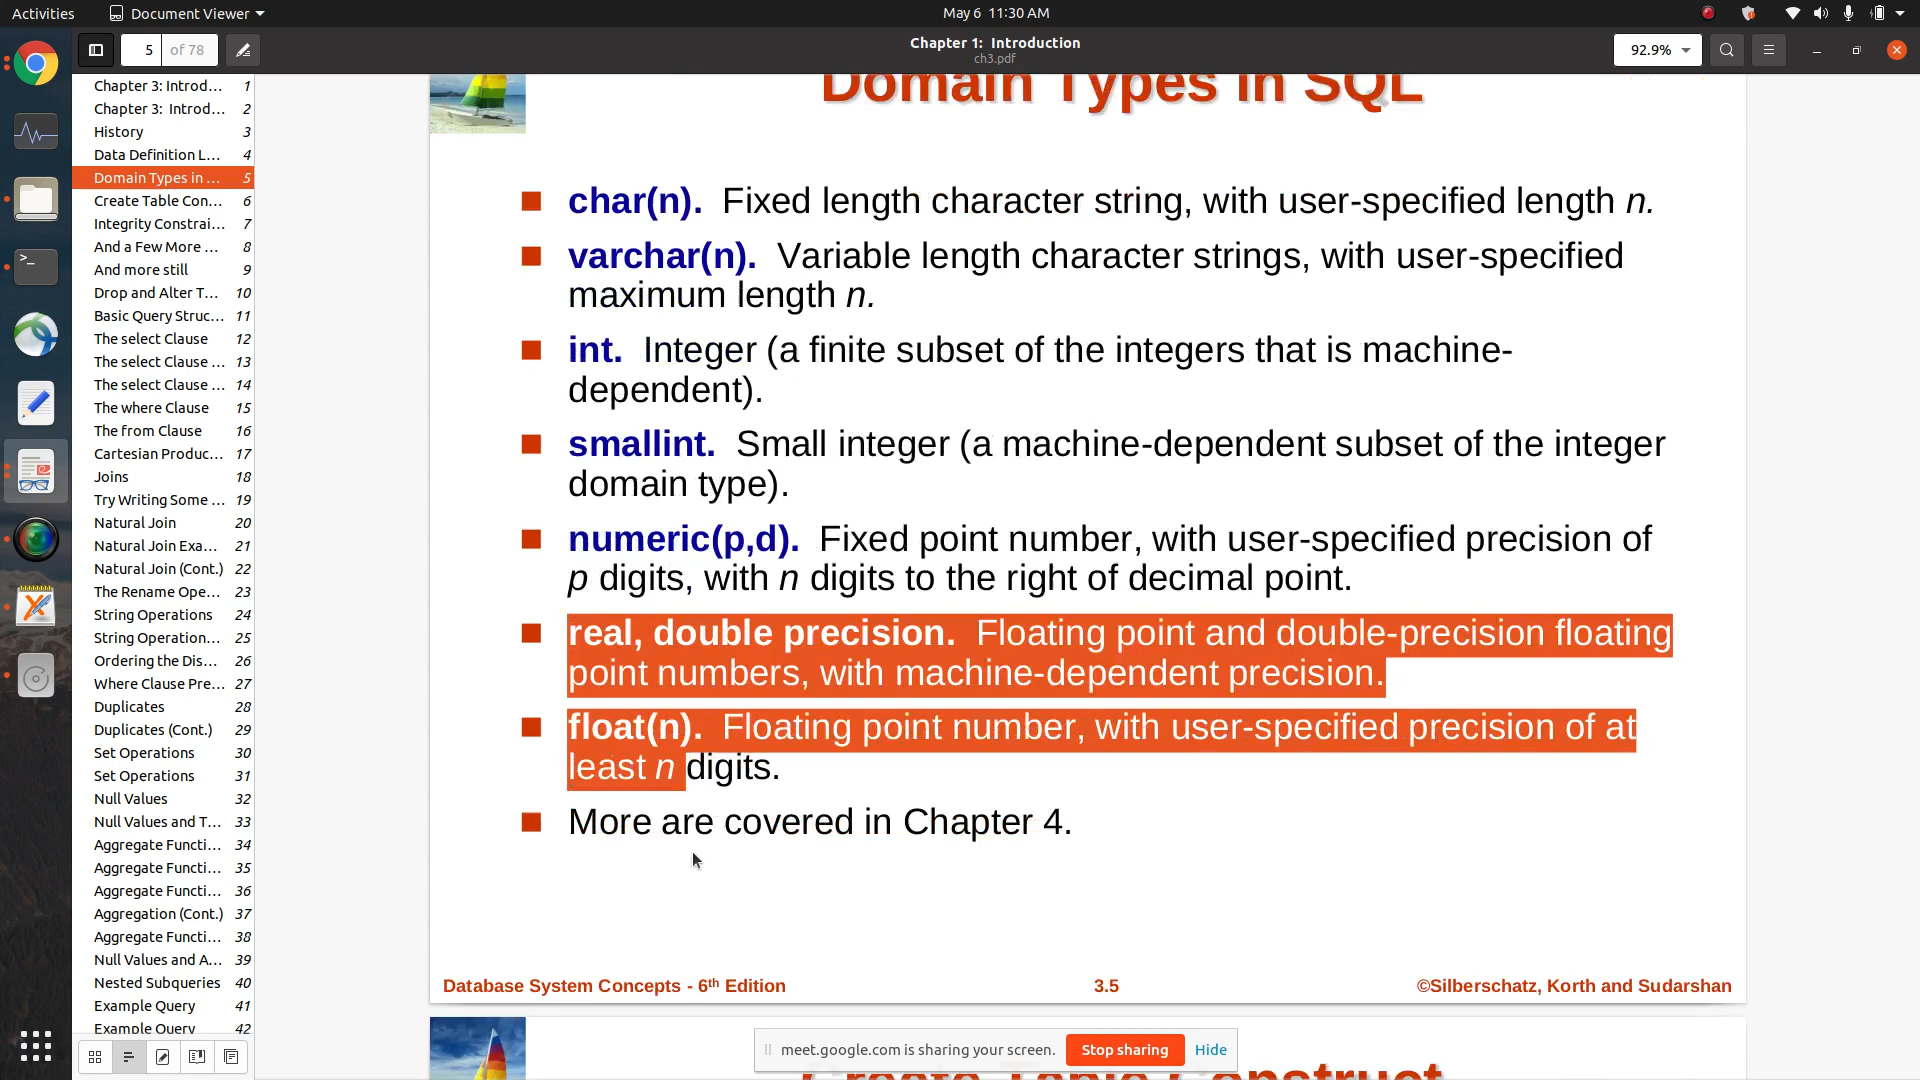 Activities
Document Viewer
May 6 11:30 AM
5
of 78
Chapter 1: Introduction
ch3.pdf
92.9%
Chapter 3: Introd... 1
Chapter 3: Introd... 2
History 3
Data Definition L... 4
Domain Types in ... 5
Create Table Con... 6
Integrity Constrai... 7
And a Few More ... 8
And more still 9
Drop and Alter T... 10
Basic Query Struc... 11
The select Clause 12
The select Clause ... 13
The select Clause ... 14
The where Clause 15
The from Clause 16
Cartesian Produc... 17
Joins 18
Try Writing Some ... 19
Natural Join 20
Natural Join Exa... 21
Natural Join (Cont.) 22
The Rename Ope... 23
String Operations 24
String Operation... 25
Ordering the Dis... 26
Where Clause Pre... 27
Duplicates 28
Duplicates (Cont.) 29
Set Operations 30
Set Operations 31
Null Values 32
Null Values and T... 33
Aggregate Functi... 34
Aggregate Functi... 35
Aggregate Functi... 36
Aggregation (Cont.) 37
Aggregate Functi... 38
Null Values and A... 39
Nested Subqueries 40
Example Query 41
Example Query 42
Domain Types in SQL
char(n). Fixed length character string, with user-specified length n.
varchar(n). Variable length character strings, with user-specified
maximum length n.
int. Integer (a finite subset of the integers that is machine-
dependent).
smallint. Small integer (a machine-dependent subset of the integer
domain type).
numeric(p,d). Fixed point number, with user-specified precision of
p digits, with n digits to the right of decimal point.
real, double precision. Floating point and double-precision floating
point numbers, with machine-dependent precision.
float(n). Floating point number, with user-specified precision of at
least n digits.
More are covered in Chapter 4.
Database System Concepts - 6th Edition
3.5
©Silberschatz, Korth and Sudarshan
meet.google.com is sharing your screen.
Stop sharing
Hide
Create Table Construct